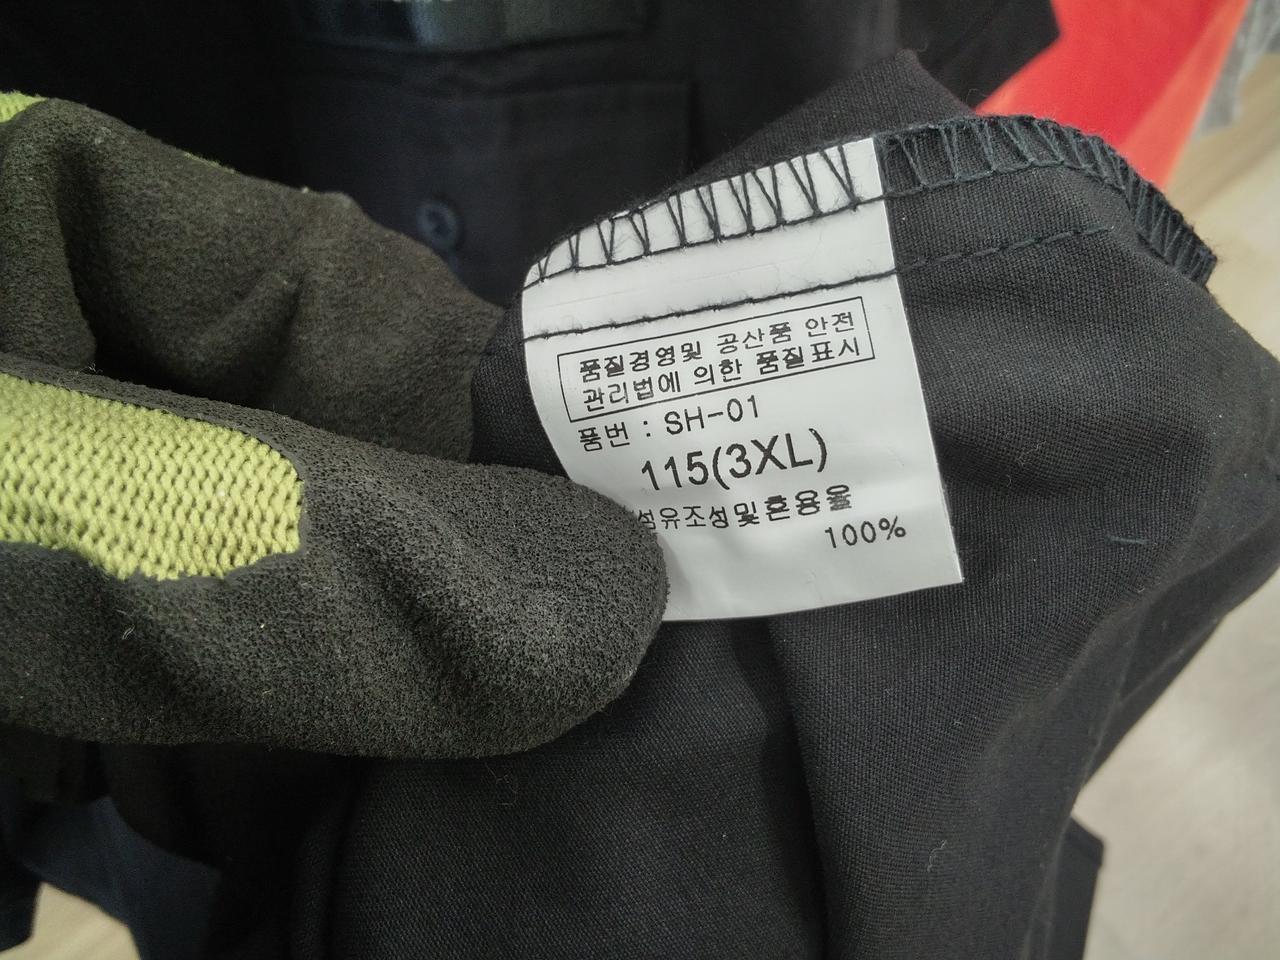 품질경영및 공산품 안전
관리법에 의한 품질표시
품번 : SH-01
115(3XL)
섬유조성및혼용율
100%